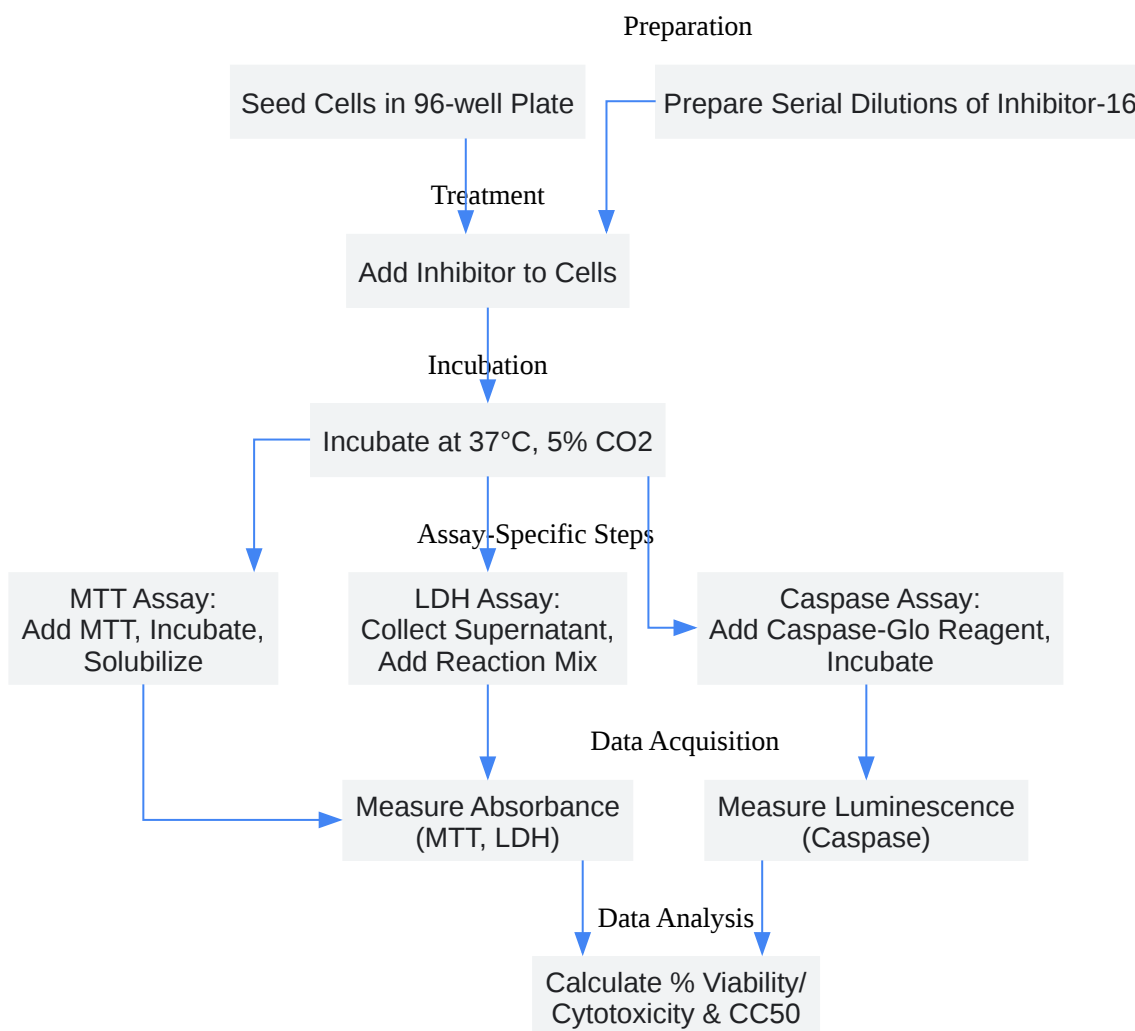 Preparation
Seed Cells in 96-well Plate
Prepare Serial Dilutions of Inhibitor-16
Treatment
Add Inhibitor to Cells
Incubation
Incubate at 37°C, 5% CO2
Assay-Specific Steps
MTT Assay:
Add MTT, Incubate,
Solubilize
LDH Assay:
Collect Supernatant,
Add Reaction Mix
Caspase Assay:
Add Caspase-Glo Reagent,
Incubate
Data Acquisition
Measure Absorbance
(MTT, LDH)
Measure Luminescence
(Caspase)
Data Analysis
Calculate % Viability/
Cytotoxicity & CC50